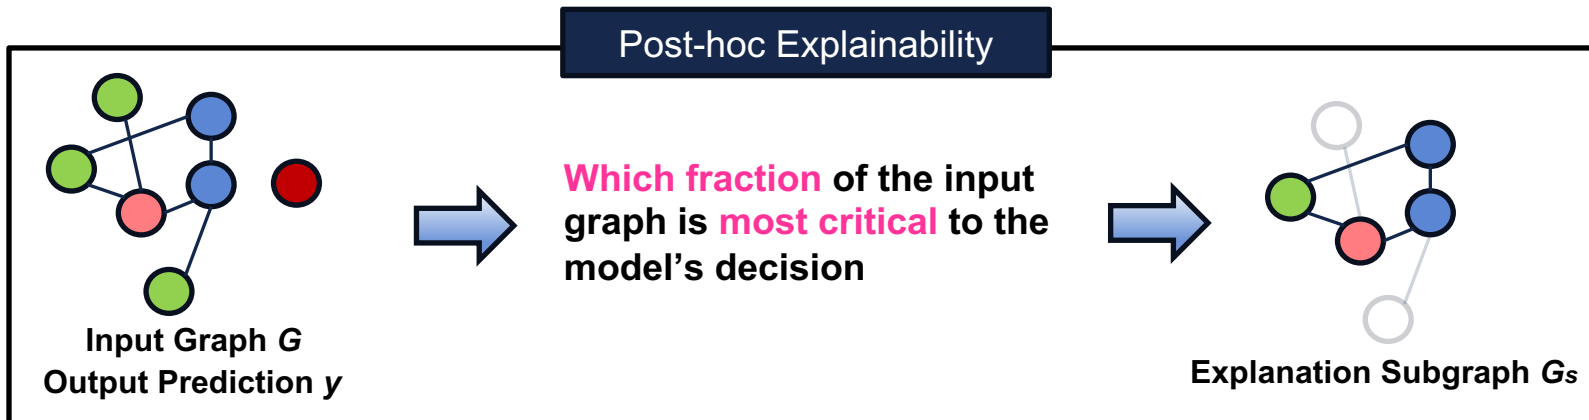 Post-hoc Explainability
Which fraction of the input
graph is most critical to the
model's decision
Input Graph G
Output Prediction y
Explanation Subgraph Gs